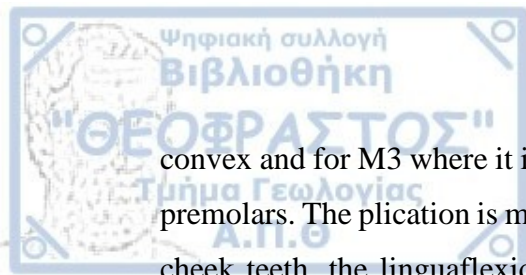 Ψηφιακή συλλογή
Βιβλιοθήκη
"ΘΕΟΦΡΑΣΤΟΣ"
convex and for M3 where it i
Τμήμα Γεωλογίας
premolars. The plication is m
Α.Π.Θ
cheek teeth, the linguaflexid